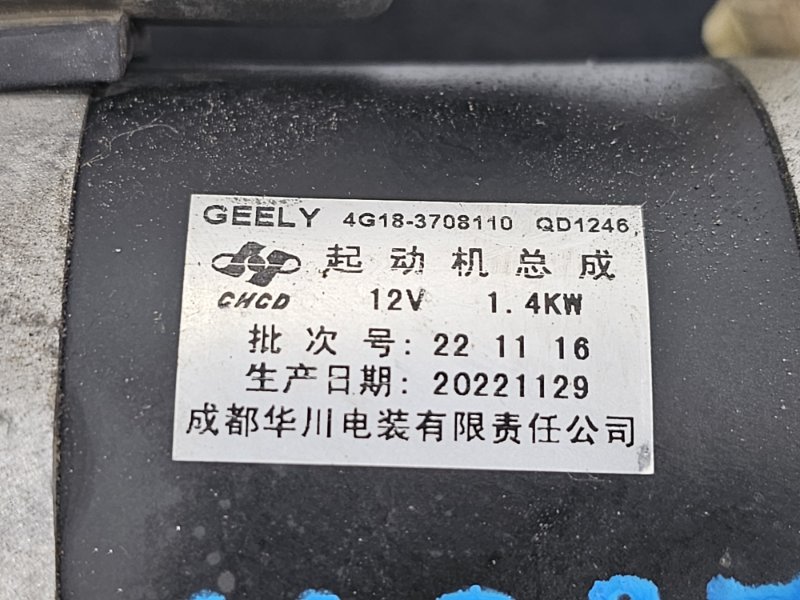 GEELY 4G18-3708110 QD1246
起动机总成
CHCD 12V 1.4KW
批次号: 22 11 16
生产日期: 20221129
成都华川电装有限责任公司